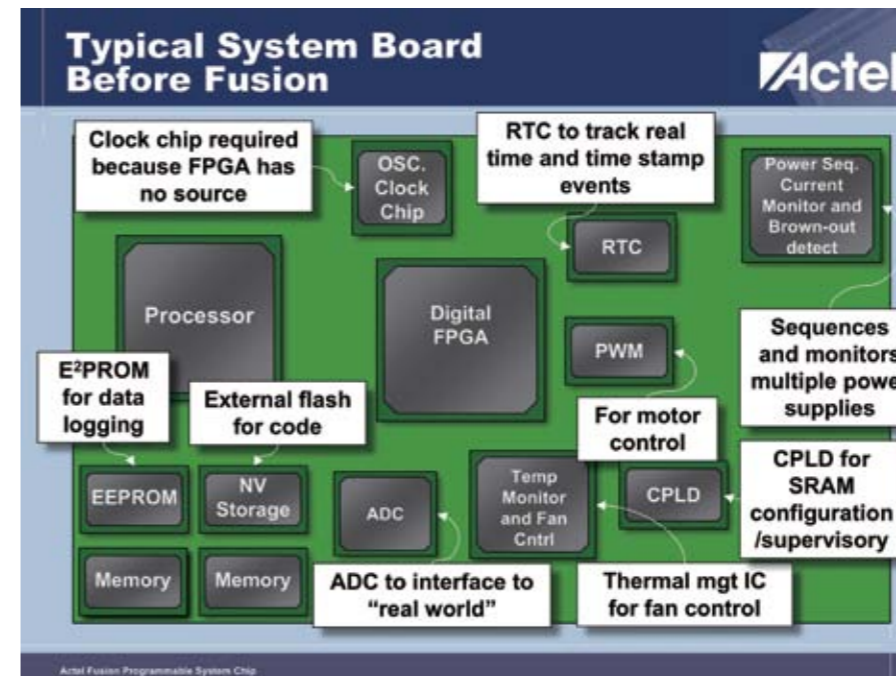 Typical System Board
Before Fusion
Actel
Clock chip required
because FPGA has
no source
OSC.
Clock
Chip
RTC to track real
time and time stamp
events
Power Seq.
Current
Monitor and
Brown-out
detect
RTC
Processor
Digital
FPGA
PWM
Sequences
and monitors
multiple powe
supplies
E²PROM
for data
logging
External flash
for code
For motor
control
EEPROM
NV
Storage
ADC
Temp
Monitor
and Fan
Cntrl
CPLD
CPLD for
SRAM
configuration
/supervisory
Memory
Memory
ADC to interface to
“real world”
Thermal mgt IC
for fan control
Actel Fusion Programmable System Chip